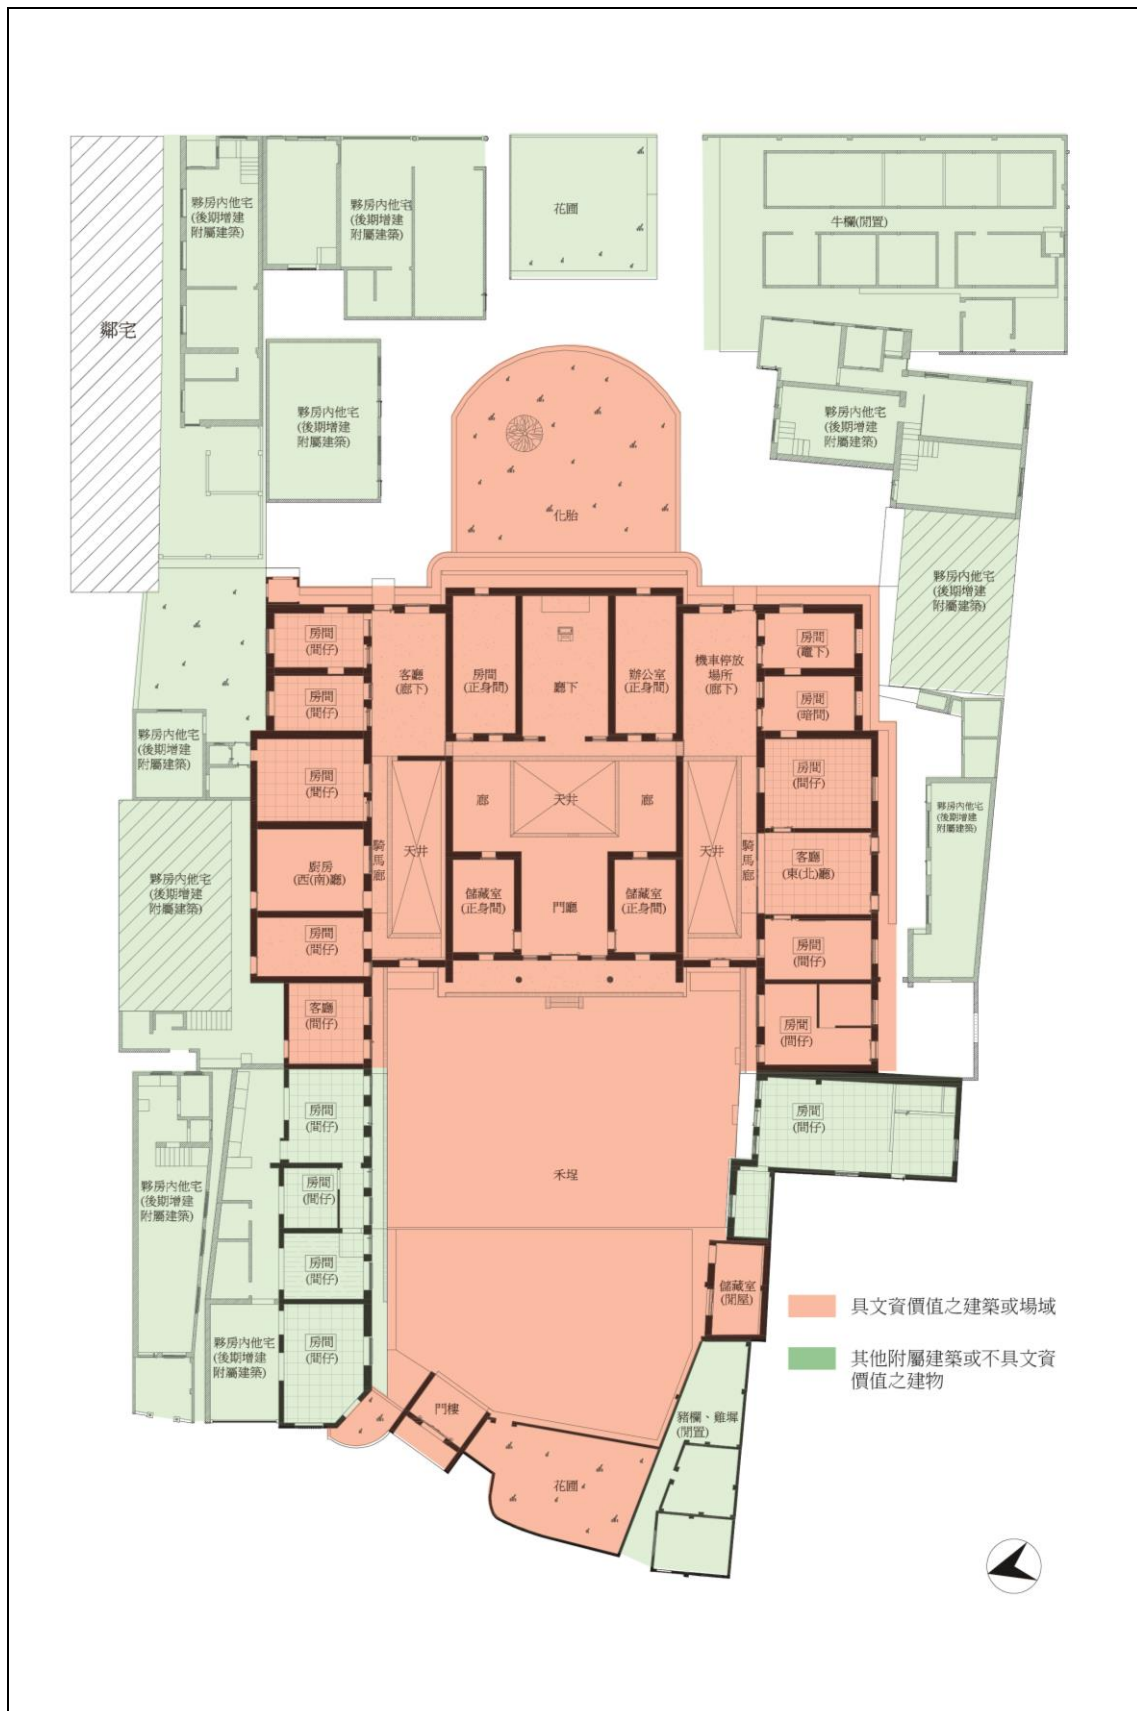 夥房內他宅
(後期增建
附屬建築)
夥房內他宅
(後期增建
附屬建築)
花圃
牛欄(閒置)
鄰宅
夥房內他宅
(後期增建
附屬建築)
夥房內他宅
(後期增建
附屬建築)
化胎
夥房內他宅
(後期增建
附屬建築)
房間
(間仔)
客廳
(廊下)
房間
(正身間)
廳下
辦公室
(正身間)
機車停放
場所
(廊下)
房間
(竈下)
房間
(間仔)
房間
(暗間)
夥房內他宅
(後期增建
附屬建築)
房間
(間仔)
廊
天井
廊
房間
(間仔)
夥房內他宅
(後期增建
附屬建築)
騎馬廊
天井
天井
騎馬廊
廚房
(西(南)廳)
客廳
(東(北)廳)
夥房內他宅
(後期增建
附屬建築)
儲藏室
(正身間)
門廳
儲藏室
(正身間)
房間
(間仔)
房間
(間仔)
客廳
(間仔)
房間
(間仔)
房間
(間仔)
房間
(間仔)
禾埕
夥房內他宅
(後期增建
附屬建築)
房間
(間仔)
房間
(間仔)
儲藏室
(閒屋)
具文資價值之建築或場域
其他附屬建築或不具文資
價值之建物
夥房內他宅
(後期增建
附屬建築)
房間
(間仔)
門樓
豬欄、雞墀
(閒置)
花圃